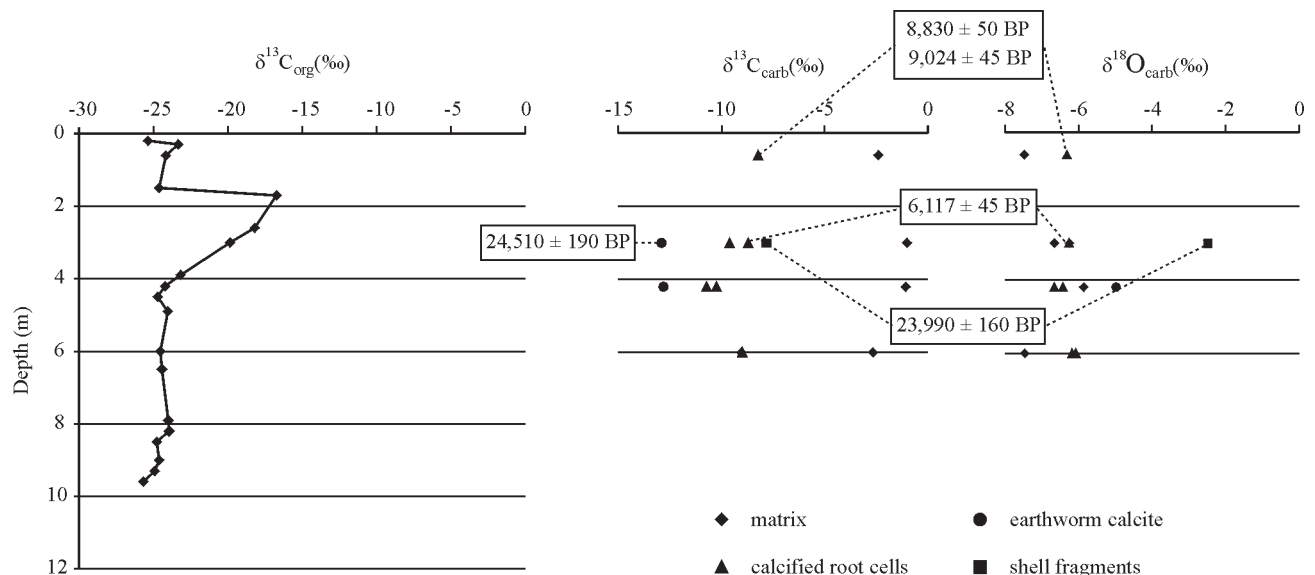 8,830 ± 50 BP
9,024 ± 45 BP
δ13Corg(‰)
δ13Ccarb(‰)
δ18Ocarb(‰)
-30 -25 -20 -15 -10 -5 0
-15 -10 -5 0
-8 -6 -4 -2 0
0
2
4
6
8
10
12
Depth (m)
6,117 ± 45 BP
24,510 ± 190 BP
23,990 ± 160 BP
matrix
earthworm calcite
calcified root cells
shell fragments